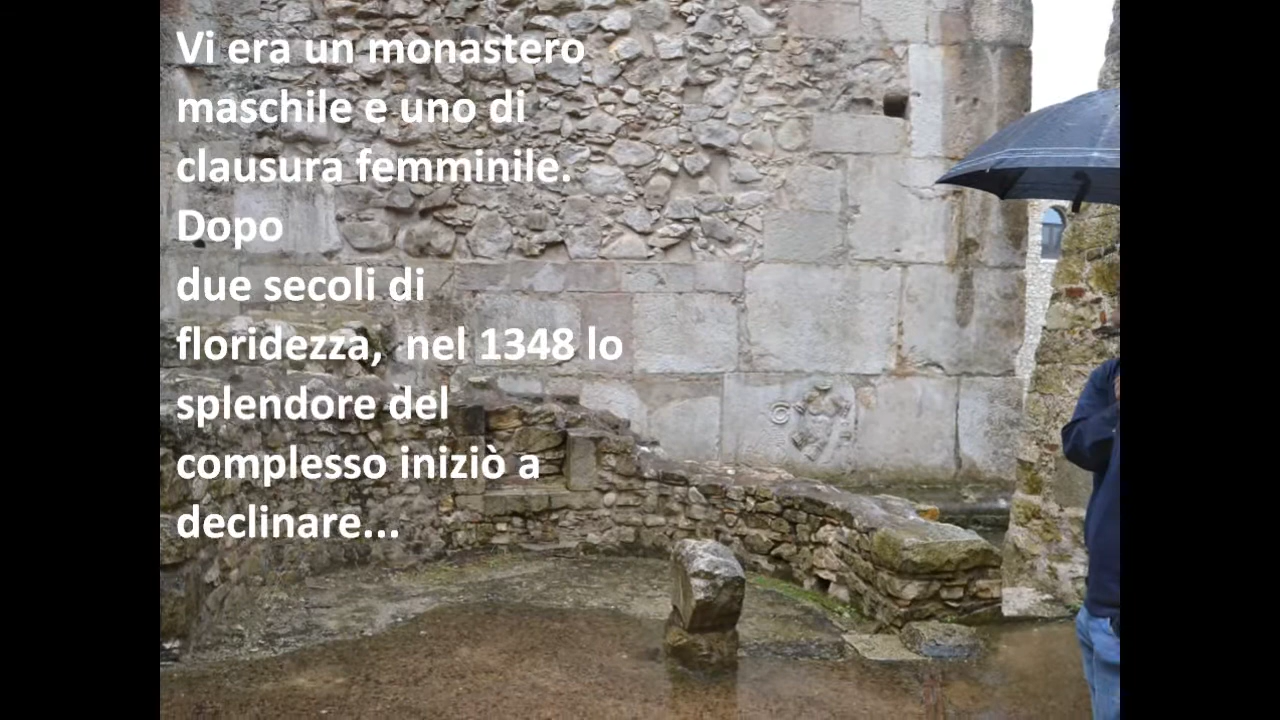 Vi era un monastero
maschile e uno di
clausura femminile.
Dopo
due secoli di
floridezza,  nel 1348 lo
splendore del
complesso iniziò a
declinare...